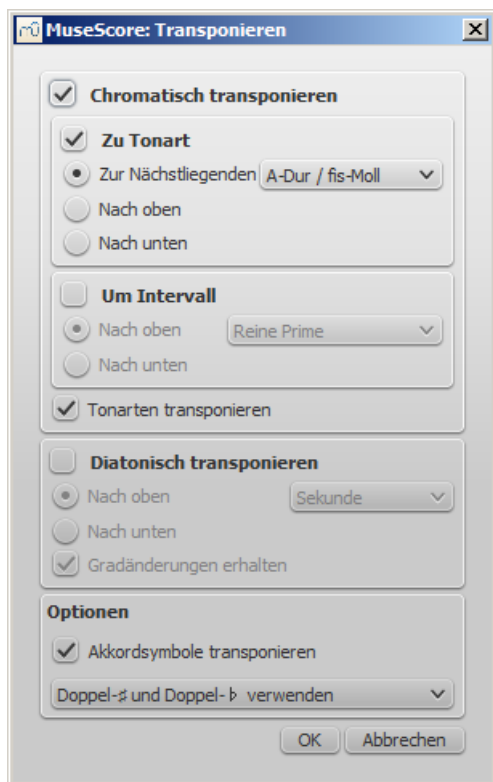 MuseScore: Transponieren
Chromatisch transponieren
Zu Tonart
Zur Nächstliegenden A-Dur / fis-Moll
Nach oben
Nach unten
Um Intervall
Nach oben Reine Prime
Nach unten
Tonarten transponieren
Diatonisch transponieren
Nach oben Sekunde
Nach unten
Gradänderungen erhalten
Optionen
Akkordsymbole transponieren
Doppel-♯ und Doppel-♭ verwenden
OK Abbrechen